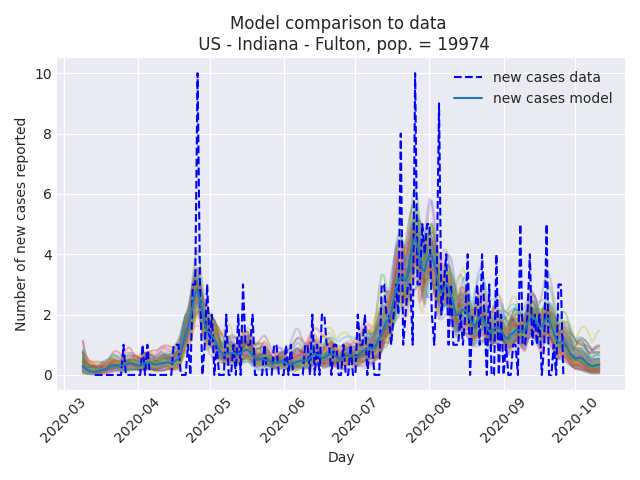 Model comparison to data
US - Indiana - Fulton, pop. = 19974
new cases data
new cases model
Number of new cases reported
10
8
6
4
2
0
2020-03
2020-04
2020-05
2020-06
2020-07
2020-08
2020-09
2020-10
Day